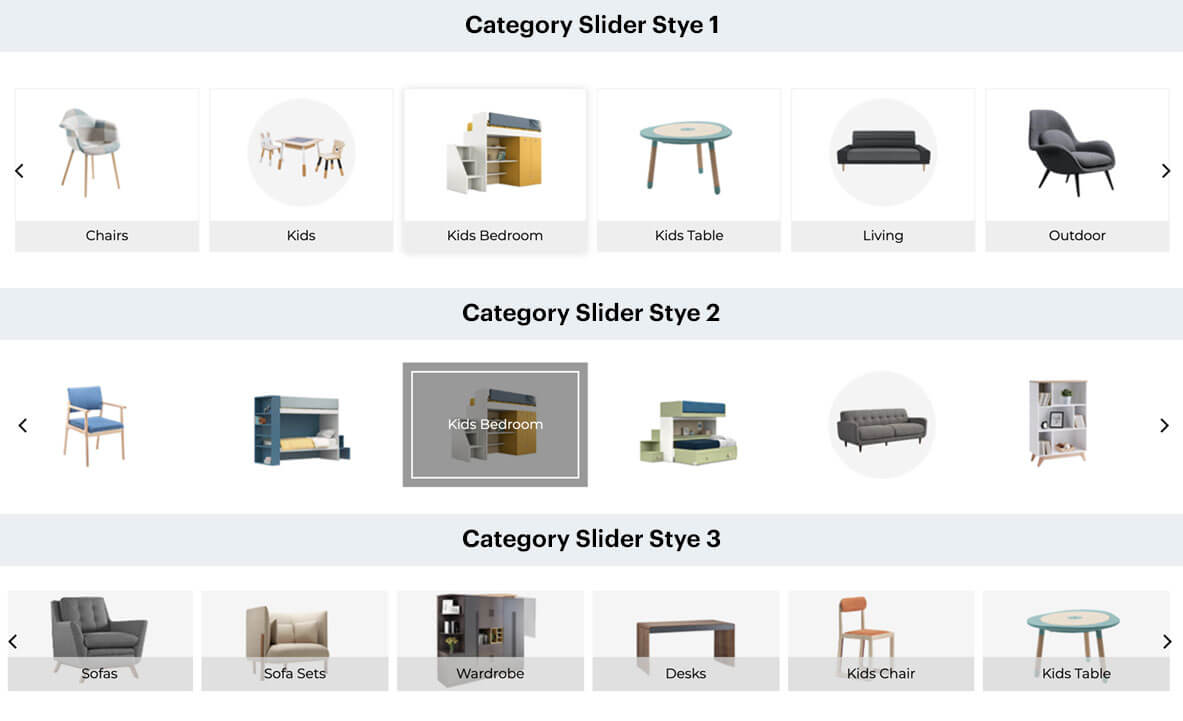 Category Slider Stye 1
Chairs
Kids
Kids Bedroom
Kids Table
Living
Outdoor
Category Slider Stye 2
Kids Bedroom
Category Slider Stye 3
Sofas
Sofa Sets
Wardrobe
Desks
Kids Chair
Kids Table